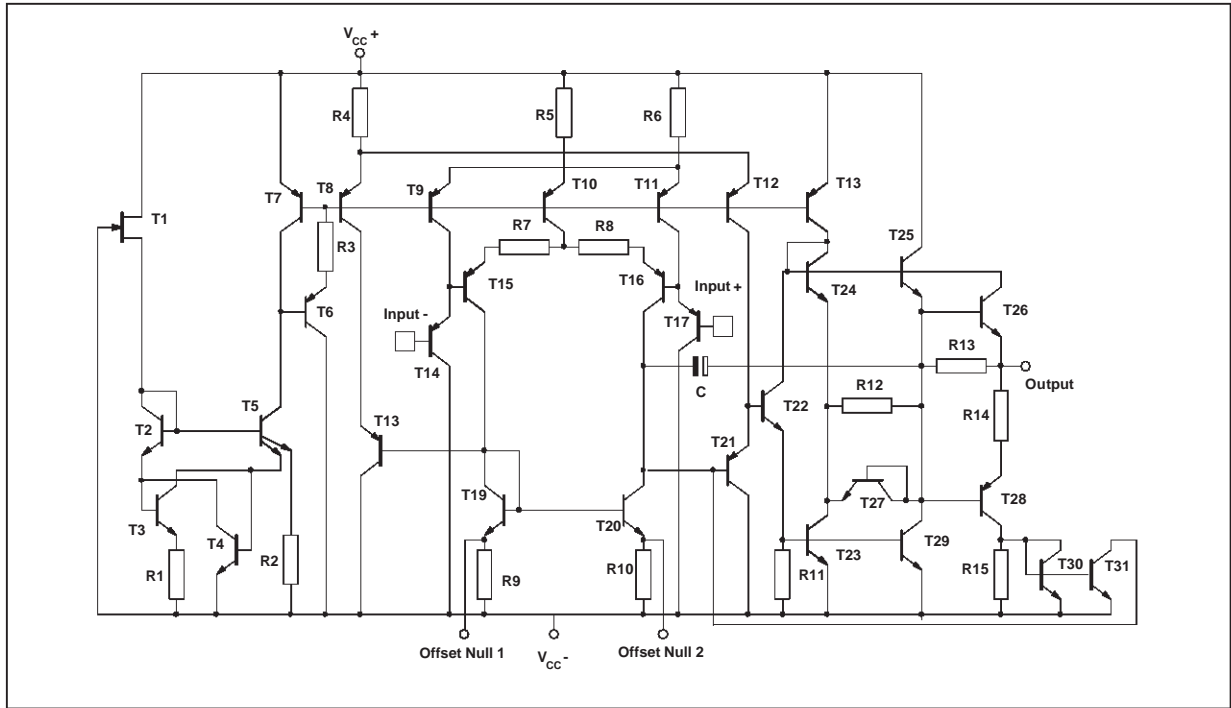 VCC +
R4
R5
R6
T7
T8
T9
T10
T11
T12
T13
T1
R3
R7
R8
T25
T6
T15
T16
Input +
T24
T26
Input -
T17
T14
R13
Output
C
R12
T5
T22
R14
T2
T13
T21
T19
T27
T28
T3
T4
T20
T23
T29
R1
R2
R9
R10
R11
R15
T30
T31
Offset Null 1
VCC -
Offset Null 2